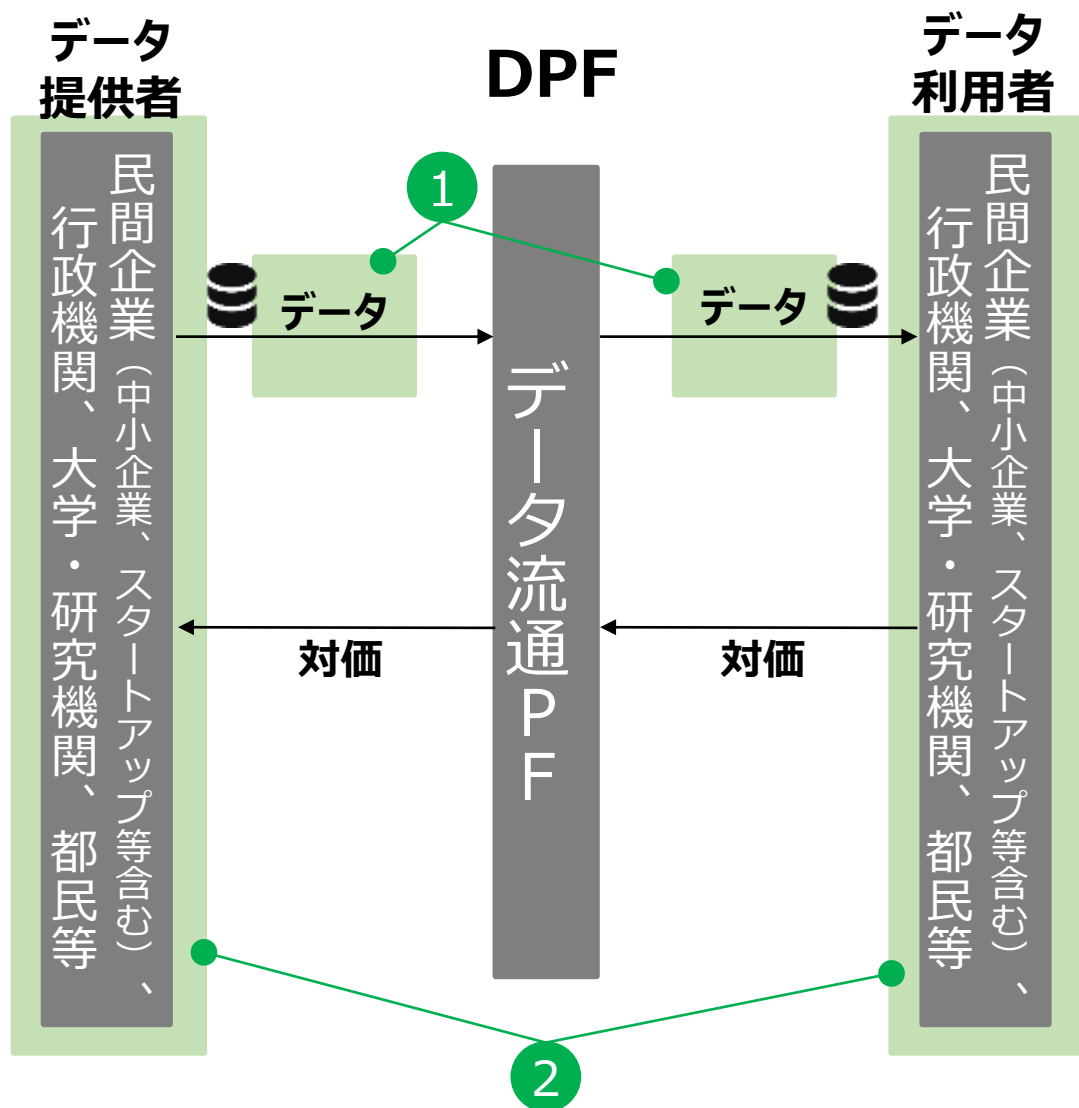 データ
提供者
DPF
データ
利用者
民間企業（中小企業、スタートアップ等含む）、
行政機関、大学・研究機関、都民等
1
データ
データ
データ流通ＰＦ
対価
対価
民間企業（中小企業、スタートアップ等含む）、
行政機関、大学・研究機関、都民等
2